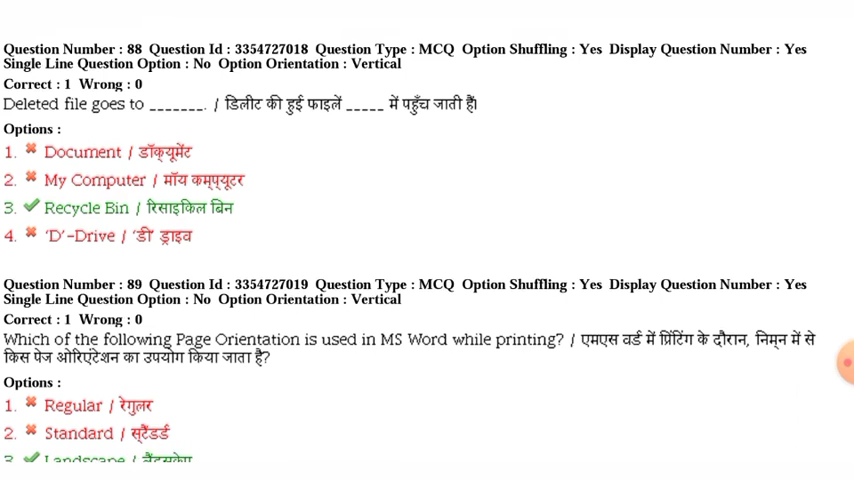 Question Number : 88 Question Id : 3354727018 Question Type : MCQ Option Shuffling : Yes Display Question Number : Yes
Single Line Question Option : No Option Orientation : Vertical
Correct : 1 Wrong : 0
Deleted file goes to _______. / डिलीट की हुई फाइलें _____ में पहुँच जाती हैं।
Options :
1. Document / डॉक्यूमेंट
2. My Computer / मॉय कम्प्यूटर
3. Recycle Bin / रिसाइकिल बिन
4. ‘D’-Drive / ‘डी’ ड्राइव
Question Number : 89 Question Id : 3354727019 Question Type : MCQ Option Shuffling : Yes Display Question Number : Yes
Single Line Question Option : No Option Orientation : Vertical
Correct : 1 Wrong : 0
Which of the following Page Orientation is used in MS Word while printing? / एमएस वर्ड में प्रिंटिंग के दौरान, निम्न में से
किस पेज ओरिएंटेशन का उपयोग किया जाता है?
Options :
1. Regular / रेगुलर
2. Standard / स्टैंडर्ड
3. Landscape / लैंडस्केप